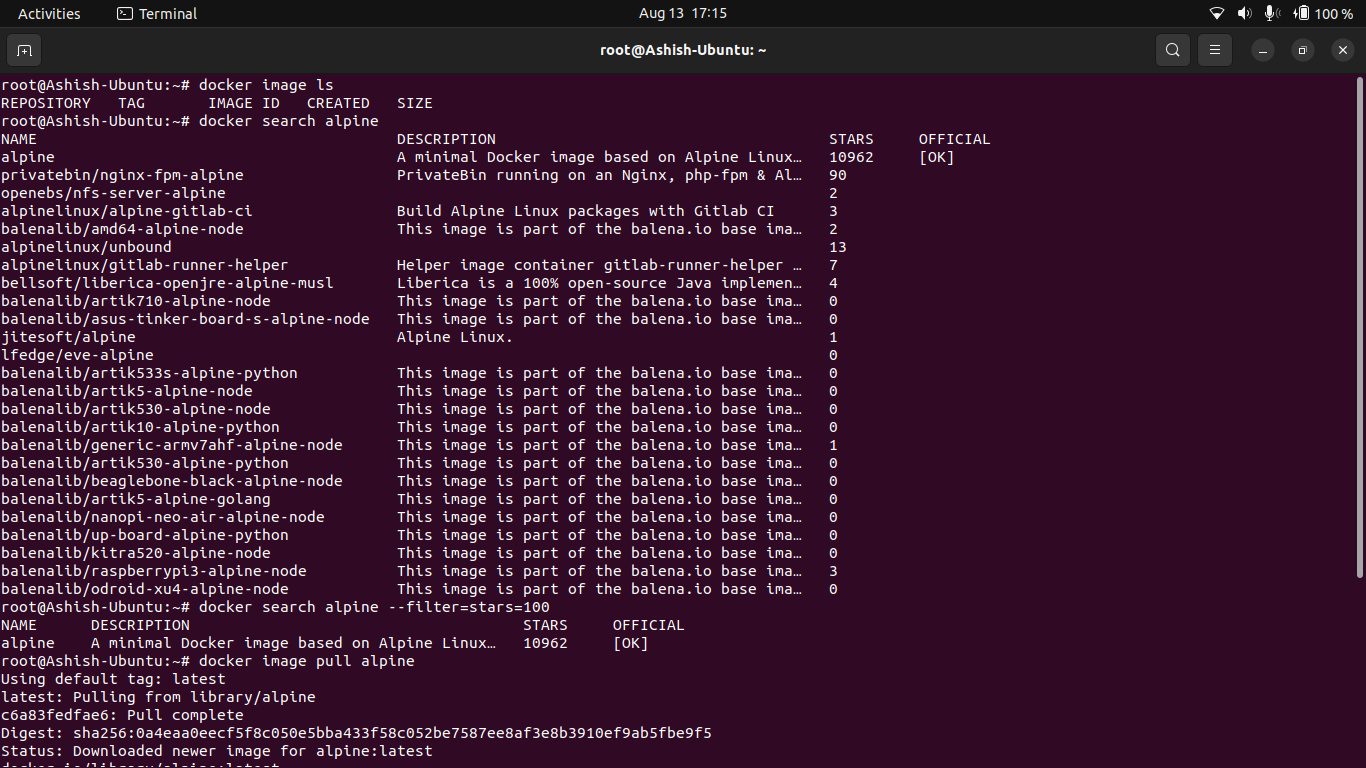 Activities Terminal Aug 13 17:15 100 %
root@Ashish-Ubuntu: ~
root@Ashish-Ubuntu:~# docker image ls
REPOSITORY TAG IMAGE ID CREATED SIZE
root@Ashish-Ubuntu:~# docker search alpine
NAME DESCRIPTION STARS OFFICIAL
alpine A minimal Docker image based on Alpine Linux… 10962 [OK]
privatebin/nginx-fpm-alpine PrivateBin running on an Nginx, php-fpm & Al… 90
openebs/nfs-server-alpine 2
alpinelinux/alpine-gitlab-ci Build Alpine Linux packages with Gitlab CI 3
balenalib/amd64-alpine-node This image is part of the balena.io base ima… 2
alpinelinux/unbound 13
alpinelinux/gitlab-runner-helper Helper image container gitlab-runner-helper … 7
bellsoft/liberica-openjre-alpine-musl Liberica is a 100% open-source Java implemen… 4
balenalib/artik710-alpine-node This image is part of the balena.io base ima… 0
balenalib/asus-tinker-board-s-alpine-node This image is part of the balena.io base ima… 0
jitesoft/alpine Alpine Linux. 1
lfedge/eve-alpine 0
balenalib/artik533s-alpine-python This image is part of the balena.io base ima… 0
balenalib/artik5-alpine-node This image is part of the balena.io base ima… 0
balenalib/artik530-alpine-node This image is part of the balena.io base ima… 0
balenalib/artik10-alpine-python This image is part of the balena.io base ima… 0
balenalib/generic-armv7ahf-alpine-node This image is part of the balena.io base ima… 1
balenalib/artik530-alpine-python This image is part of the balena.io base ima… 0
balenalib/beaglebone-black-alpine-node This image is part of the balena.io base ima… 0
balenalib/artik5-alpine-golang This image is part of the balena.io base ima… 0
balenalib/nanopi-neo-air-alpine-node This image is part of the balena.io base ima… 0
balenalib/up-board-alpine-python This image is part of the balena.io base ima… 0
balenalib/kitra520-alpine-node This image is part of the balena.io base ima… 0
balenalib/raspberrypi3-alpine-node This image is part of the balena.io base ima… 3
balenalib/odroid-xu4-alpine-node This image is part of the balena.io base ima… 0
root@Ashish-Ubuntu:~# docker search alpine --filter=stars=100
NAME DESCRIPTION STARS OFFICIAL
alpine A minimal Docker image based on Alpine Linux… 10962 [OK]
root@Ashish-Ubuntu:~# docker image pull alpine
Using default tag: latest
latest: Pulling from library/alpine
c6a83fedfae6: Pull complete
Digest: sha256:0a4eaa0eecf5f8c050e5bba433f58c052be7587ee8af3e8b3910ef9ab5fbe9f5
Status: Downloaded newer image for alpine:latest
docker.io/library/alpine:latest